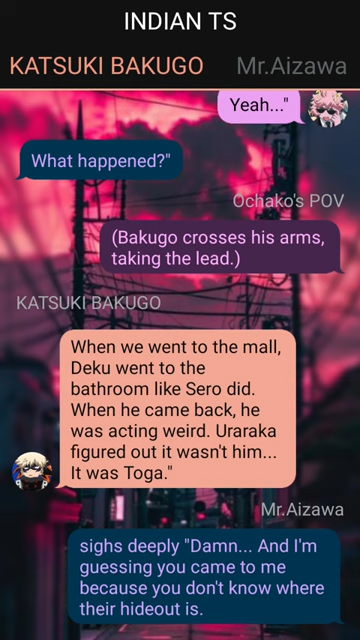 INDIAN TS
KATSUKI BAKUGO Mr.Aizawa
Yeah..."
What happened?"
Ochako's POV
(Bakugo crosses his arms,
taking the lead.)
KATSUKI BAKUGO
When we went to the mall,
Deku went to the
bathroom like Sero did.
When he came back, he
was acting weird. Uraraka
figured out it wasn't him...
It was Toga."
Mr.Aizawa
sighs deeply "Damn... And I'm
guessing you came to me
because you don't know where
their hideout is.